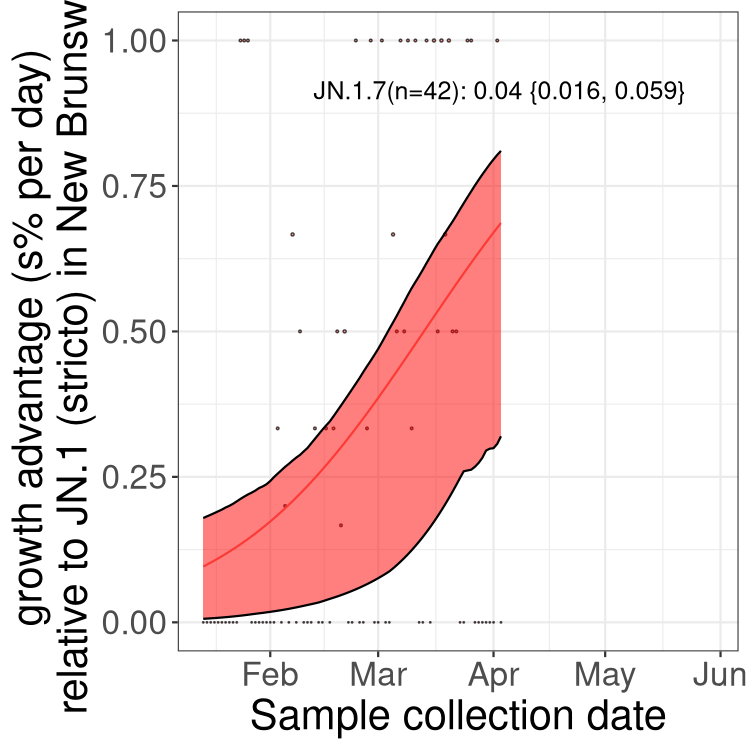 growth advantage (s% per day)
relative to JN.1 (stricto) in New Brunsw
1.00
0.75
0.50
0.25
0.00
JN.1.7(n=42): 0.04 {0.016, 0.059}
Feb Mar Apr May Jun
Sample collection date